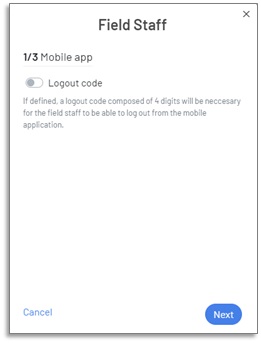 Field Staff
1/3 Mobile app
Logout code
If defined, a logout code composed of 4 digits will be neccesary
for the field staff to be able to log out from the mobile
application.
Cancel
Next